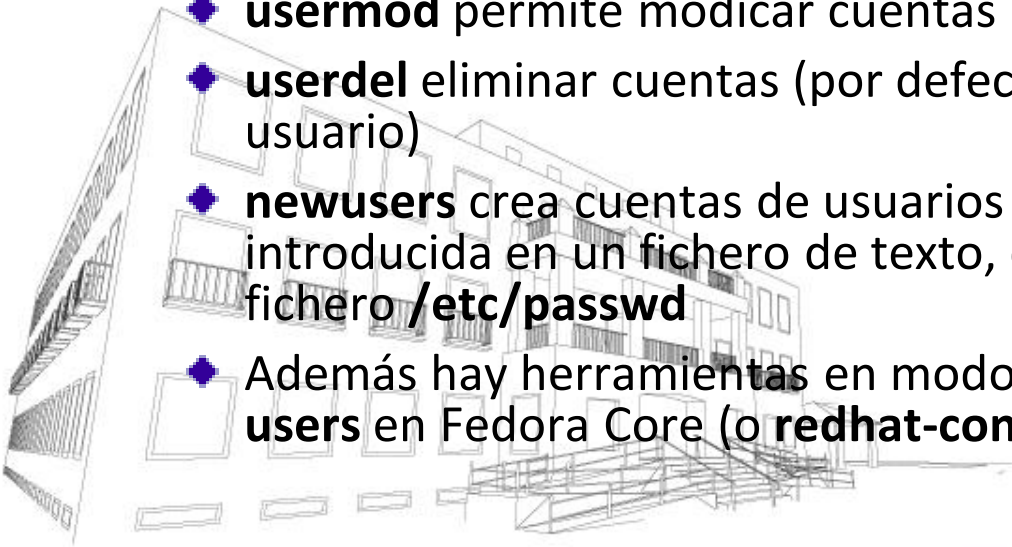 usermod permite modicar cuentas
userdel eliminar cuentas (por defec
usuario)
newusers crea cuentas de usuarios
introducida en un fichero de texto,
fichero /etc/passwd
Además hay herramientas en modo
users en Fedora Core (o redhat-con